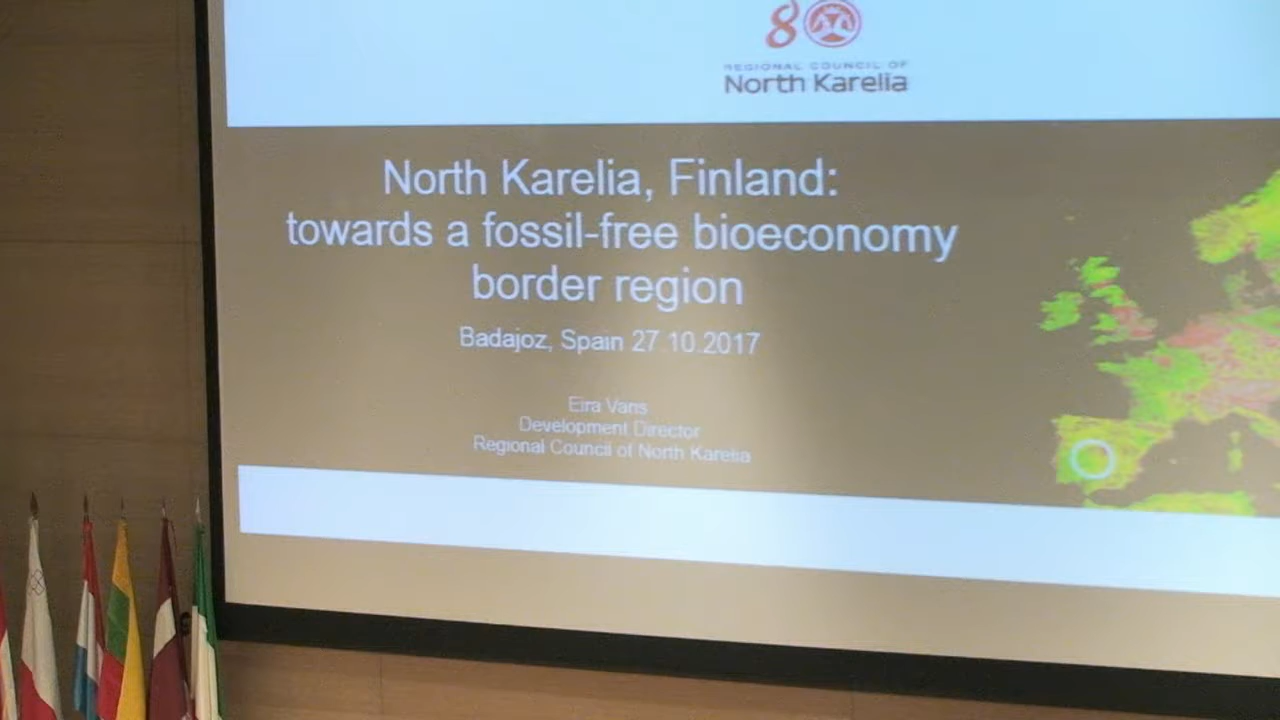 80
REGIONAL COUNCIL OF
North Karelia
North Karelia, Finland:
towards a fossil-free bioeconomy
border region
Badajoz, Spain 27.10.2017
Eira Varis
Development Director
Regional Council of North Karelia